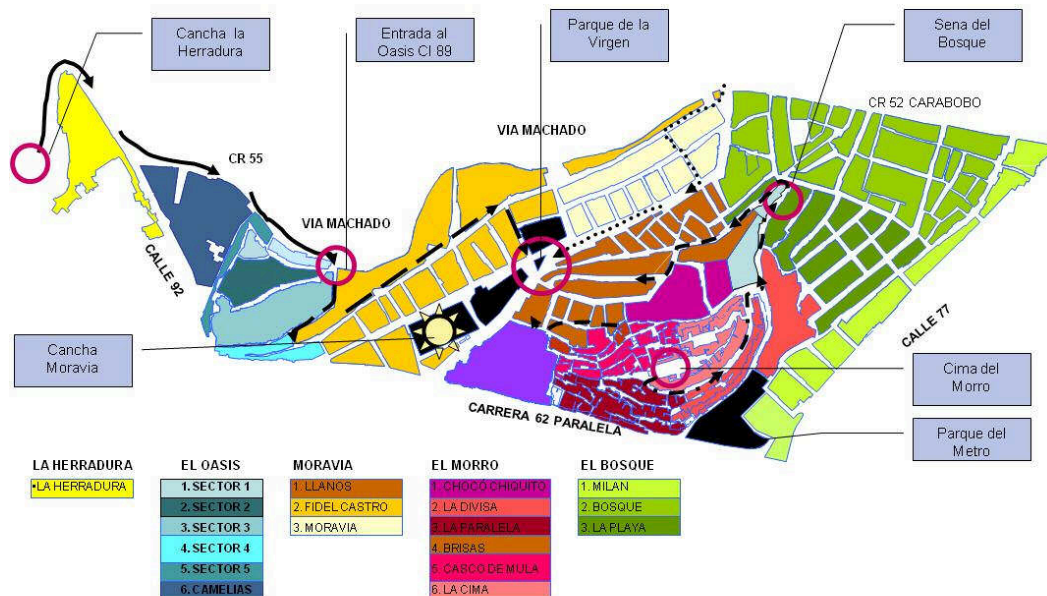 Cancha la
Herradura
Entrada al
Oasis Cl 89
Parque de la
Virgen
Sena del
Bosque
CR 52 CARABOBO
VIA MACHADO
CR 55
VIA MACHADO
CALLE 92
CALLE 77
Cancha
Moravia
Cima del
Morro
CARRERA 62 PARALELA
Parque del
Metro
LA HERRADURA
•LA HERRADURA
EL OASIS
1. SECTOR 1
2. SECTOR 2
3. SECTOR 3
4. SECTOR 4
5. SECTOR 5
6. CAMELIAS
MORAVIA
1. LLANOS
2. FIDEL CASTRO
3. MORAVIA
EL MORRO
1. CHOCÓ CHIQUITO
2. LA DIVISA
3. LA PARALELA
4. BRISAS
5. CASCO DE MULA
6. LA CIMA
EL BOSQUE
1. MILAN
2. BOSQUE
3. LA PLAYA